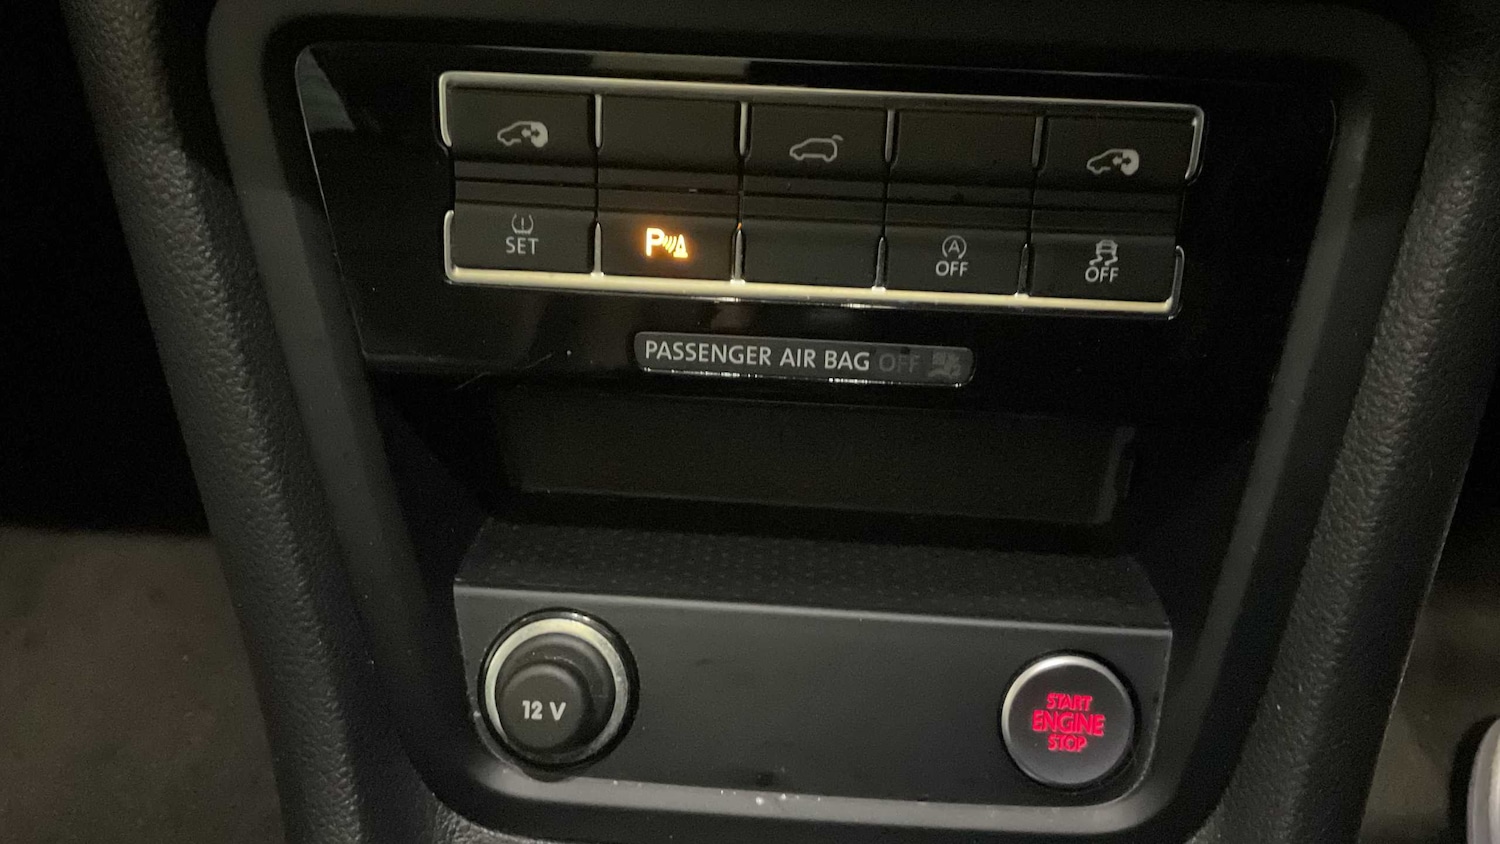 SET
P
A
OFF
OFF
PASSENGER AIR BAG OFF
12 V
START
ENGINE
STOP